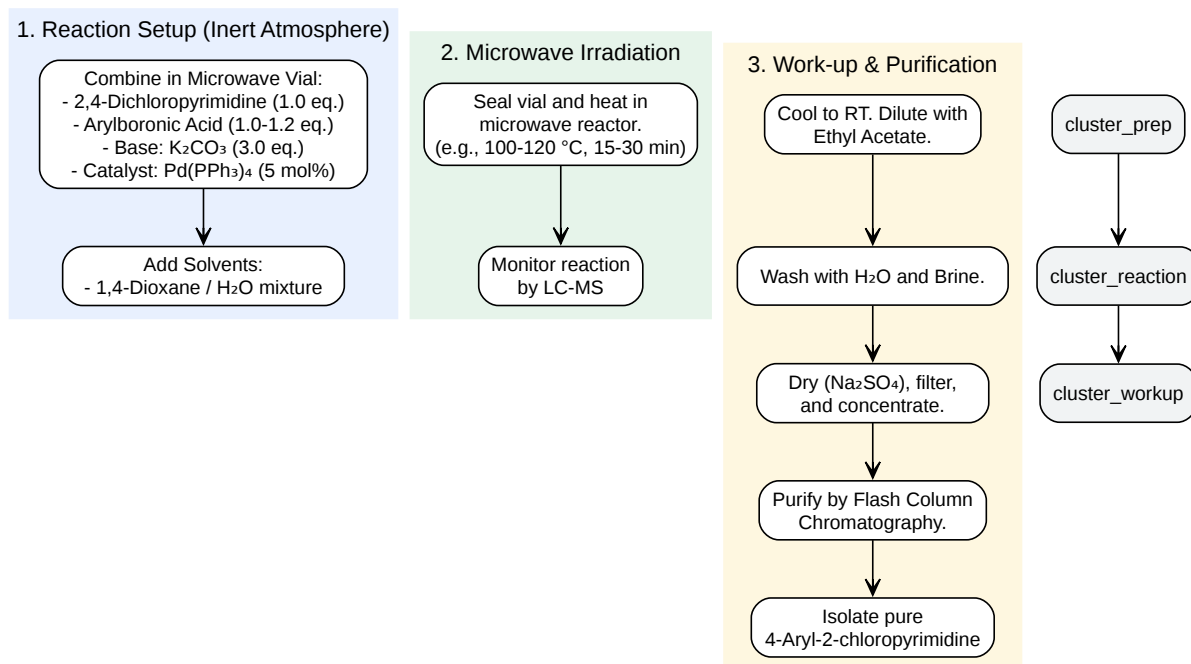 1. Reaction Setup (Inert Atmosphere)
Combine in Microwave Vial:
- 2,4-Dichloropyrimidine (1.0 eq.)
- Arylboronic Acid (1.0-1.2 eq.)
- Base: K₂CO₃ (3.0 eq.)
- Catalyst: Pd(PPh₃)₄ (5 mol%)
Add Solvents:
- 1,4-Dioxane / H₂O mixture
2. Microwave Irradiation
Seal vial and heat in
microwave reactor.
(e.g., 100-120 °C, 15-30 min)
Monitor reaction
by LC-MS
3. Work-up & Purification
Cool to RT. Dilute with
Ethyl Acetate.
Wash with H₂O and Brine.
Dry (Na₂SO₄), filter,
and concentrate.
Purify by Flash Column
Chromatography.
Isolate pure
4-Aryl-2-chloropyrimidine
cluster_prep
cluster_reaction
cluster_workup